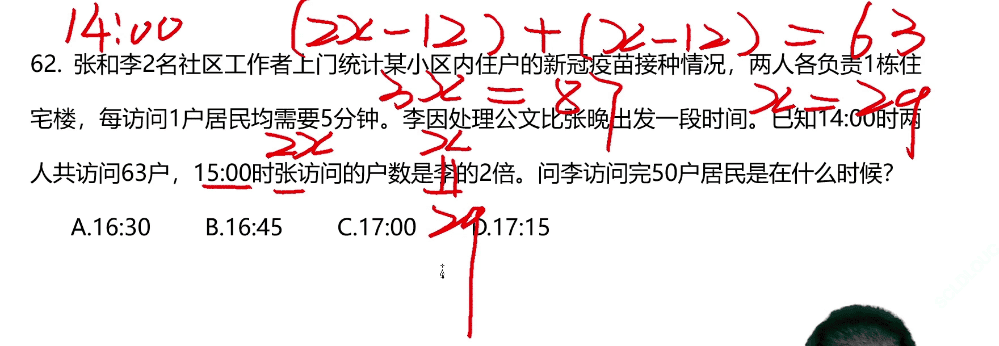 14:00 (2x-12)+(x-12)=63
62. 张和李2名社区工作者上门统计某小区内住户的新冠疫苗接种情况，两人各负责1栋住
3x=87 x=29
宅楼，每访问1户居民均需要5分钟。李因处理公文比张晚出发一段时间。已知14:00时两
2x x
人共访问63户，15:00时张访问的户数是李的2倍。问李访问完50户居民是在什么时候？
A.16:30 B.16:45 C.17:00 D.17:15
29